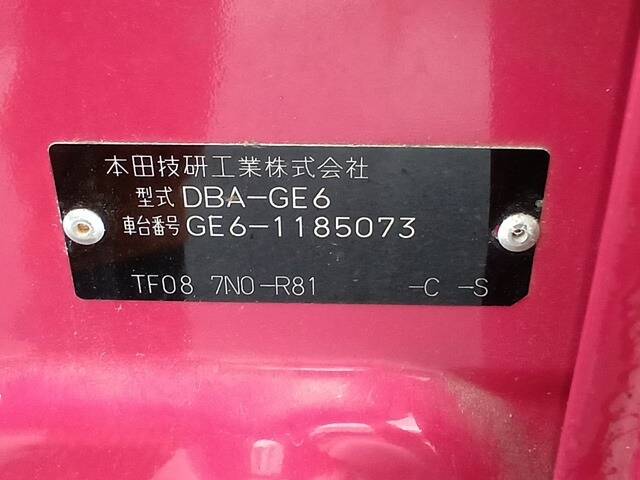 本田技研工業株式会社
型式 DBA-GE6
車台番号 GE6-1185073
TF08 7N0-R81 -C -S